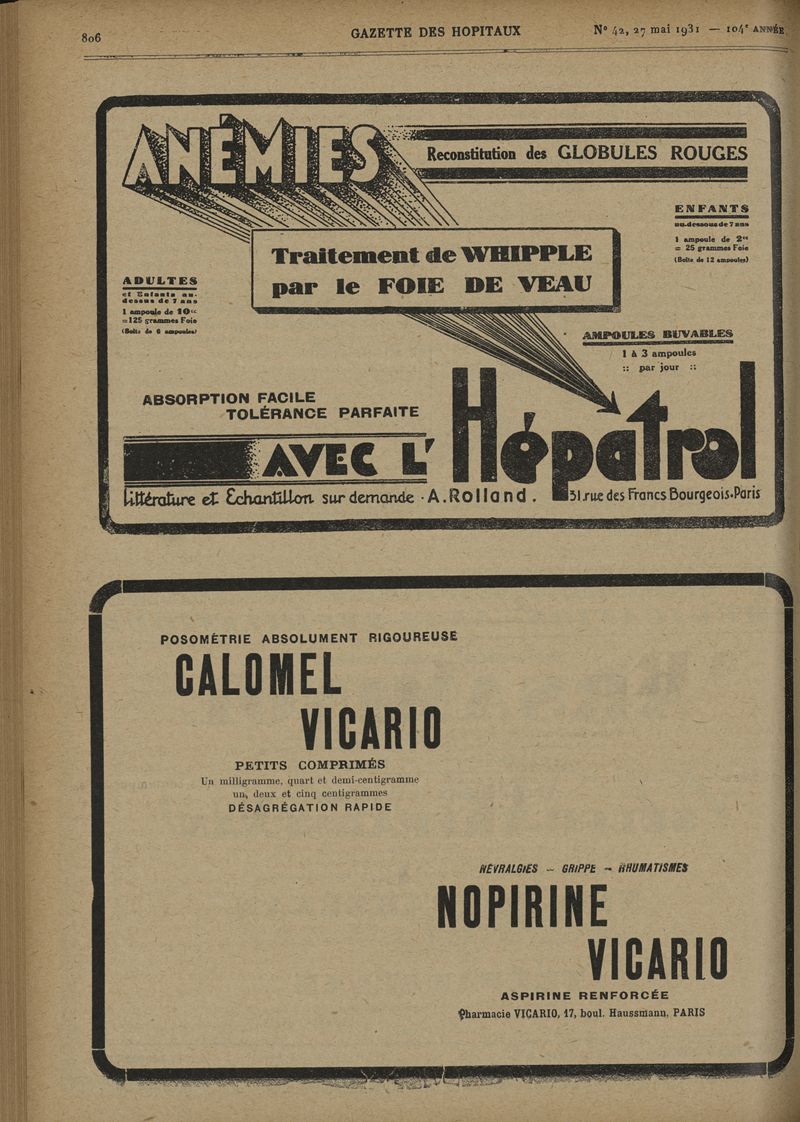 806
GAZETTE DES HOPITAUX
N° 42, 27 mai 1931 — 104e ANNÉE
ANÉMIES
Reconstitution des GLOBULES ROUGES
ENFANTS
au-dessous de 7 ans
1 ampoule de 2cc
= 25 grammes Foie
(Boîte de 12 ampoules)
Traitement de WHIPPLE
par le FOIE DE VEAU
ADULTES
et Enfants au-
dessus de 7 ans
1 ampoule de 10cc
= 125 grammes Foie
(Boîte de 6 ampoules)
AMPOULES BUVABLES
1 à 3 ampoules
:: par jour ::
ABSORPTION FACILE
TOLÉRANCE PARFAITE
AVEC L' Hépatrol
Littérature et Echantillon sur demande . A. Rolland . 31 rue des Francs Bourgeois. Paris
POSOMÉTRIE ABSOLUMENT RIGOUREUSE
CALOMEL
VICARIO
PETITS COMPRIMÉS
Un milligramme, quart et demi-centigramme
un, deux et cinq centigrammes
DÉSAGRÉGATION RAPIDE
NÉVRALGIES — GRIPPE — RHUMATISMES
NOPIRINE
VICARIO
ASPIRINE RENFORCÉE
Pharmacie VICARIO, 17, boul. Haussmann, PARIS